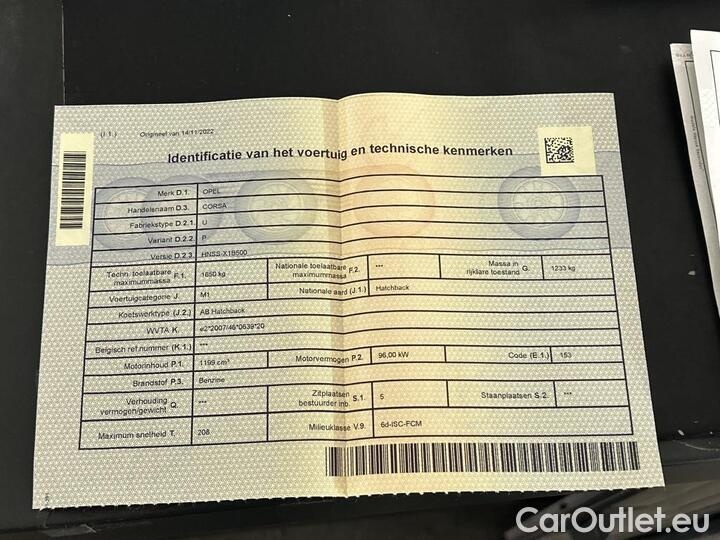 (I.1.) Origineel van 14/11/2022
Identificatie van het voertuig en technische kenmerken
Merk D.1. OPEL
Handelsnaam D.3. CORSA
Fabriekstype D.2.1. U
Variant D.2.2. P
Versie D.2.3. HNSS-X1B500
Techn. toelaatbare maximummassa F.1. 1650 kg Nationale toelaatbare maximummassa F.2. *** Massa in rijklare toestand G. 1233 kg
Voertuigcategorie J. M1 Nationale aard (J.1.) Hatchback
Koetswerktype (J.2.) AB Hatchback
WVTA K. e2*2007/46*0639*20
Belgisch ref.nummer (K.1.) ***
Motorinhoud P.1. 1199 cm³ Motorvermogen P.2. 96,00 kW Code (E.1.) 153
Brandstof P.3. Benzine
Verhouding vermogen/gewicht Q. *** Zitplaatsen bestuurder inb. S.1. 5 Staanplaatsen S.2. ***
Maximum snelheid T. 208 Milieuklasse V.9. 6d-ISC-FCM
CarOutlet.eu